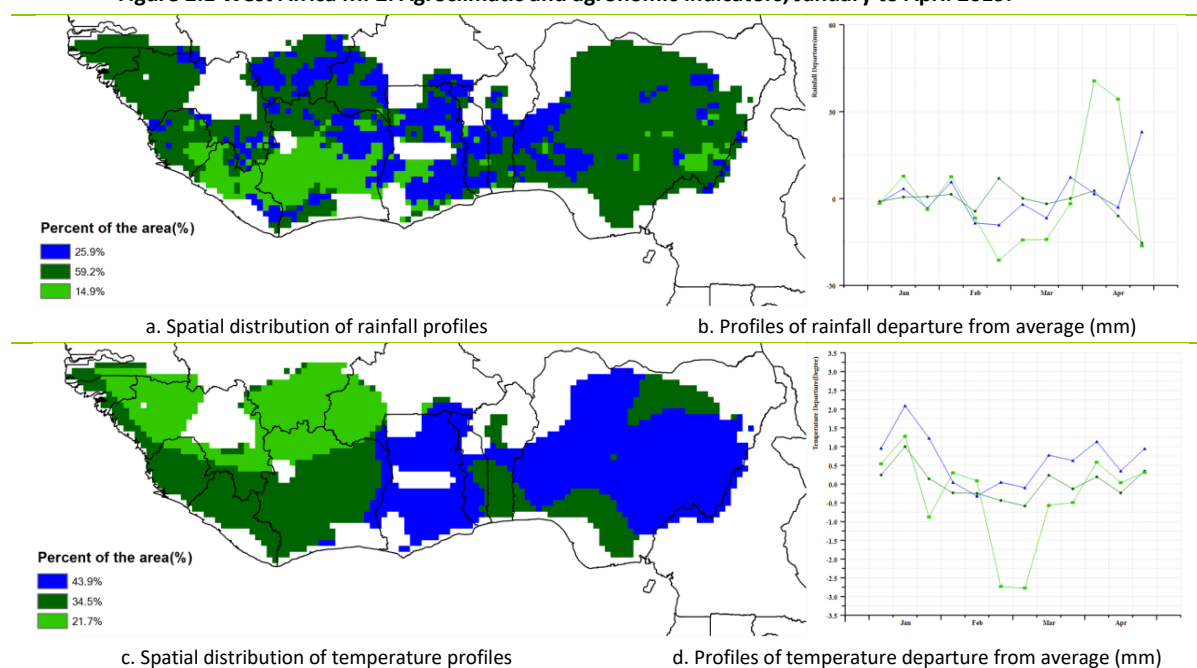 Figure 2.2 West Africa MPZ: Agroclimatic and agronomic indicators, January to April 2023.
Percent of the area(%)
25.9%
59.2%
14.9%
Rainfall Departure(mm)
60
30
0
-30
Jan
Feb
Mar
Apr
a. Spatial distribution of rainfall profiles
b. Profiles of rainfall departure from average (mm)
Percent of the area(%)
43.9%
34.5%
21.7%
Temperature Departure(Degree)
3.5
3.0
2.5
2.0
1.5
1.0
0.5
0.0
-0.5
-1.0
-1.5
-2.0
-2.5
-3.0
-3.5
Jan
Feb
Mar
Apr
c. Spatial distribution of temperature profiles
d. Profiles of temperature departure from average (mm)